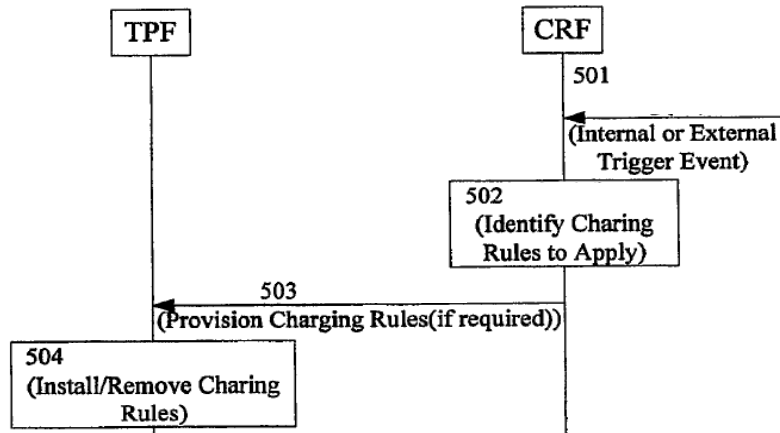 TPF
CRF
501
(Internal or External
Trigger Event)
502
(Identify Charing
Rules to Apply)
503
(Provision Charging Rules(if required))
504
(Install/Remove Charing
Rules)